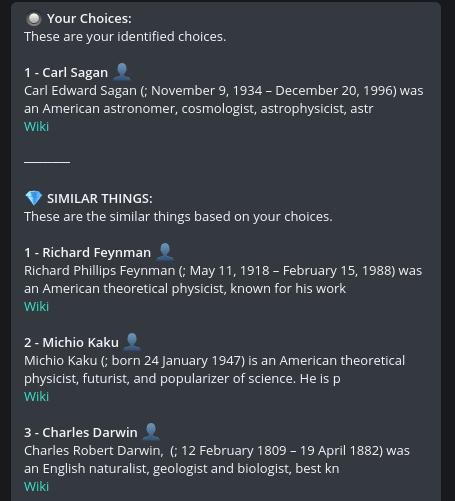 Your Choices:
These are your identified choices.
1 - Carl Sagan
Carl Edward Sagan (; November 9, 1934 – December 20, 1996) was
an American astronomer, cosmologist, astrophysicist, astr
Wiki
SIMILAR THINGS:
These are the similar things based on your choices.
1 - Richard Feynman
Richard Phillips Feynman (; May 11, 1918 – February 15, 1988) was
an American theoretical physicist, known for his work
Wiki
2 - Michio Kaku
Michio Kaku (; born 24 January 1947) is an American theoretical
physicist, futurist, and popularizer of science. He is p
Wiki
3 - Charles Darwin
Charles Robert Darwin,  (; 12 February 1809 – 19 April 1882) was
an English naturalist, geologist and biologist, best kn
Wiki